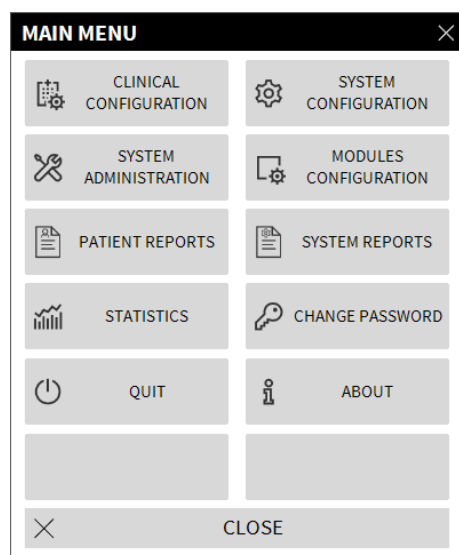 MAIN MENU
CLINICAL
CONFIGURATION
SYSTEM
CONFIGURATION
SYSTEM
ADMINISTRATION
MODULES
CONFIGURATION
PATIENT REPORTS
SYSTEM REPORTS
STATISTICS
CHANGE PASSWORD
QUIT
ABOUT
CLOSE